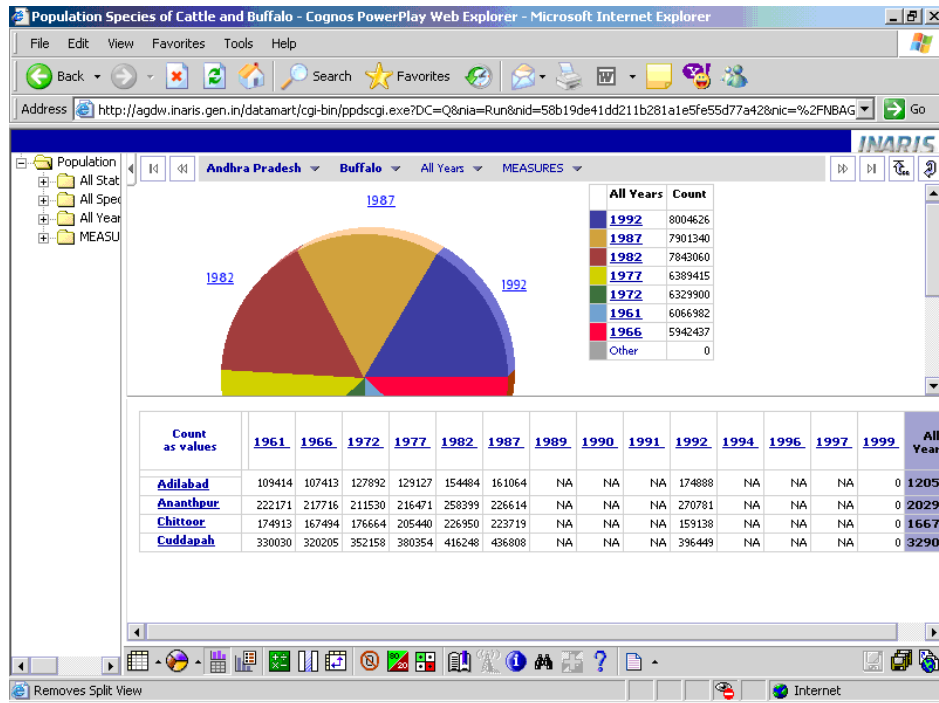 Population Species of Cattle and Buffalo - Cognos PowerPlay Web Explorer - Microsoft Internet Explorer
File Edit View Favorites Tools Help
Back Search Favorites
Address http://agdw.inaris.gen.in/datamart/cgi-bin/ppdscgi.exe?DC=Q&nia=Run&nid=58b19de41dd211b281a1e5fe55d77a42&nic=%2FNBAG Go
INARIS
Population
All Stat
All Spec
All Year
MEASU
Andhra Pradesh Buffalo All Years MEASURES
1987
1982
1992
All Years Count
1992 8004626
1987 7901340
1982 7843060
1977 6389415
1972 6329900
1961 6066982
1966 5942437
Other 0
Count as values 1961 1966 1972 1977 1982 1987 1989 1990 1991 1992 1994 1996 1997 1999 All Year
Adilabad 109414 107413 127892 129127 154484 161064 NA NA NA 174888 NA NA NA 0 1205
Ananthpur 222171 217716 211530 216471 258399 226614 NA NA NA 270781 NA NA NA 0 2029
Chittoor 174913 167494 176664 205440 226950 223719 NA NA NA 159138 NA NA NA 0 1667
Cuddapah 330030 320205 352158 380354 416248 436808 NA NA NA 396449 NA NA NA 0 3290
Removes Split View Internet